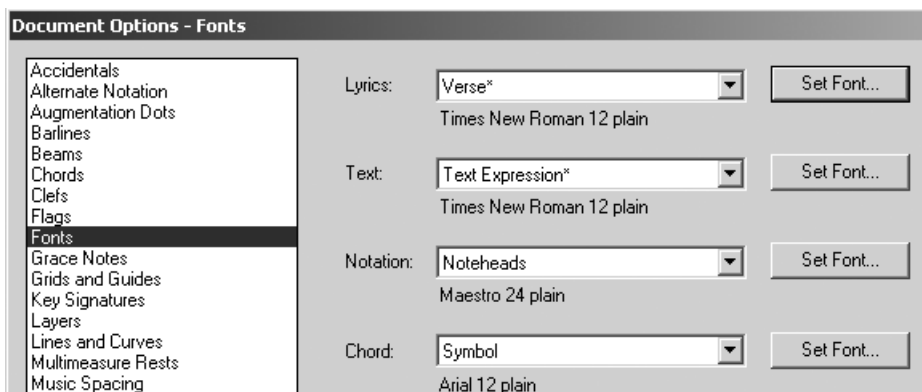 Document Options - Fonts
Accidentals
Alternate Notation
Augmentation Dots
Barlines
Beams
Chords
Clefs
Flags
Fonts
Grace Notes
Grids and Guides
Key Signatures
Layers
Lines and Curves
Multimeasure Rests
Music Spacing
Lyrics: Verse* Set Font...
Times New Roman 12 plain
Text: Text Expression* Set Font...
Times New Roman 12 plain
Notation: Noteheads Set Font...
Maestro 24 plain
Chord: Symbol Set Font...
Arial 12 plain